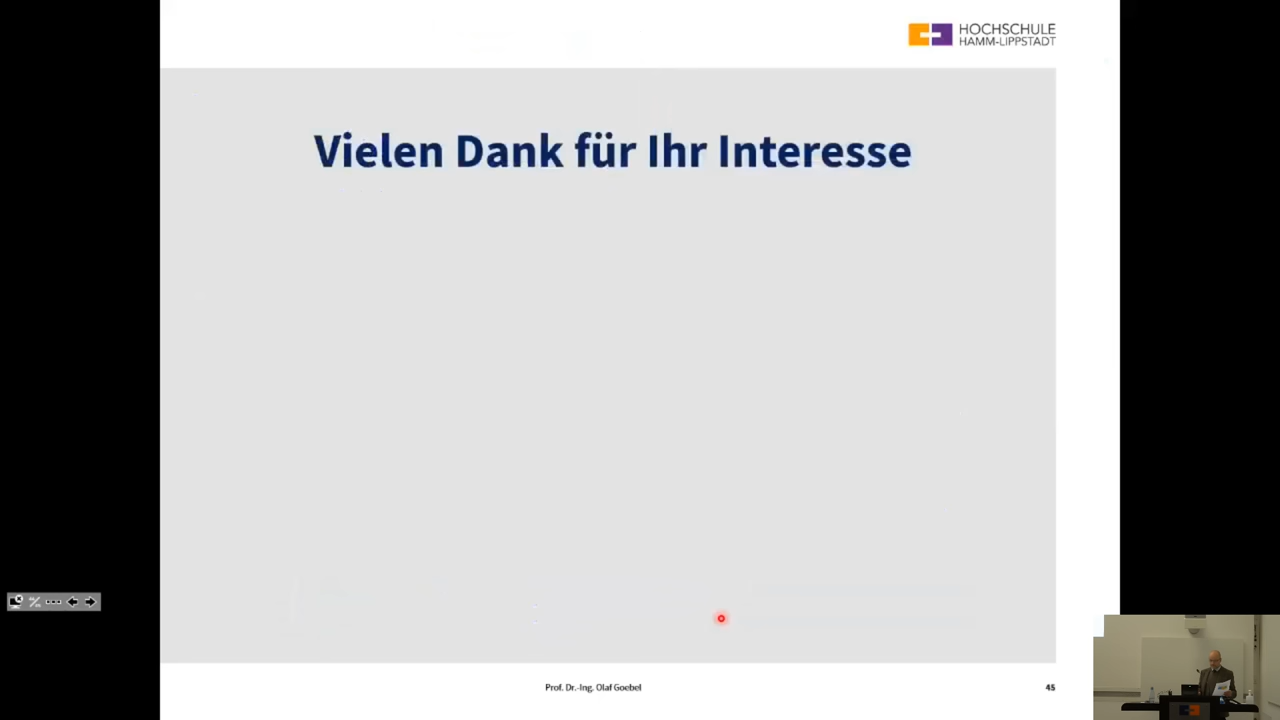 HOCHSCHULE
HAMM-LIPPSTADT
Vielen Dank für Ihr Interesse
Prof. Dr.-Ing. Olaf Goebel
45